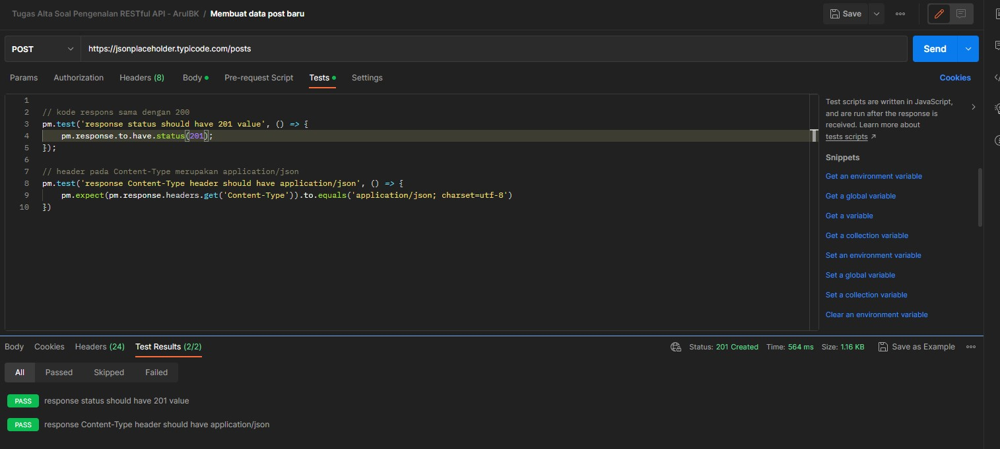 Tugas Alta Soal Pengenalan RESTful API - ArulBK / Membuat data post baru
Save
POST
https://jsonplaceholder.typicode.com/posts
Send
Params Authorization Headers (8) Body Pre-request Script Tests Settings
Cookies
1
2 // kode respons sama dengan 200
3 pm.test('response status should have 201 value', () => {
4 pm.response.to.have.status(201);
5 });
6
7 // header pada Content-Type merupakan application/json
8 pm.test('response Content-Type header should have application/json', () => {
9 pm.expect(pm.response.headers.get('Content-Type')).to.equals('application/json; charset=utf-8')
10 })
Test scripts are written in JavaScript,
and are run after the response is
received. Learn more about
tests scripts ↗
Snippets
Get an environment variable
Get a global variable
Get a variable
Get a collection variable
Set an environment variable
Set a global variable
Set a collection variable
Clear an environment variable
Body Cookies Headers (24) Test Results (2/2)
Status: 201 Created Time: 564 ms Size: 1.16 KB Save as Example
All Passed Skipped Failed
PASS response status should have 201 value
PASS response Content-Type header should have application/json